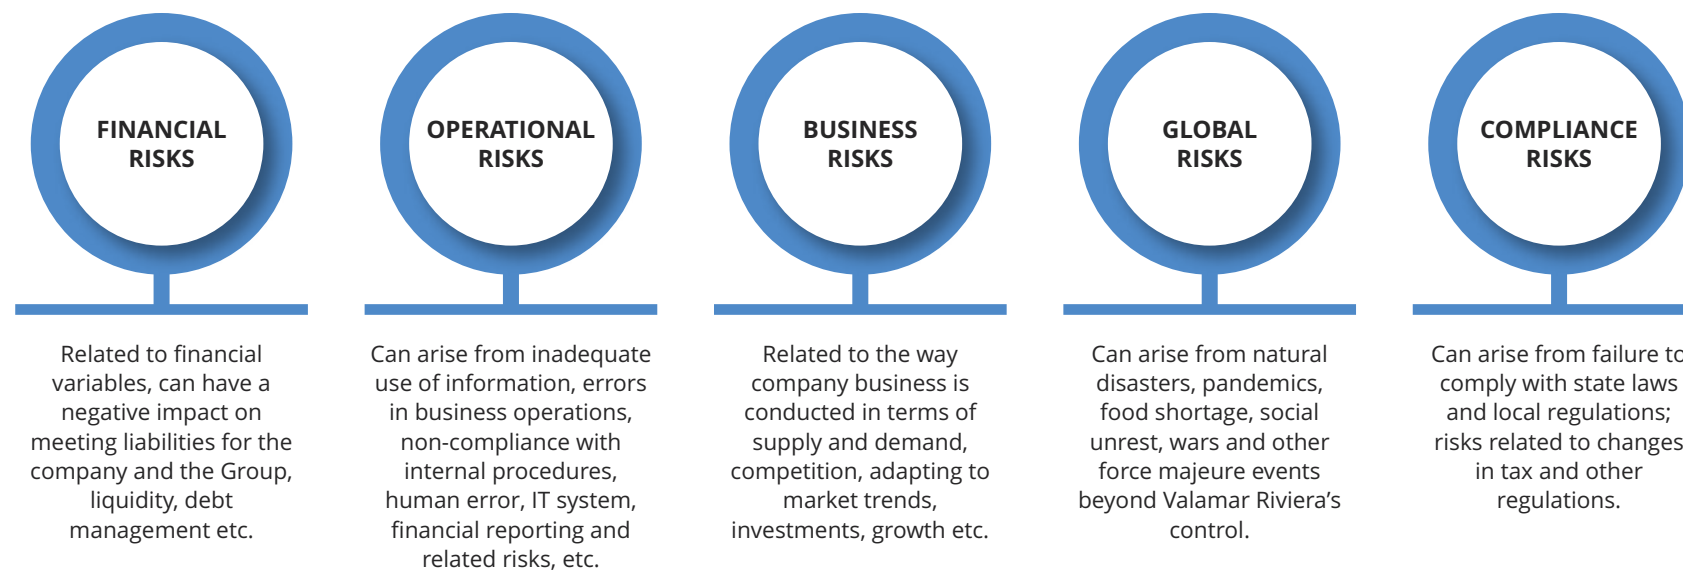 FINANCIAL
RISKS
Related to financial
variables, can have a
negative impact on
meeting liabilities for the
company and the Group,
liquidity, debt
management etc.
OPERATIONAL
RISKS
Can arise from inadequate
use of information, errors
in business operations,
non-compliance with
internal procedures,
human error, IT system,
financial reporting and
related risks, etc.
BUSINESS
RISKS
Related to the way
company business is
conducted in terms of
supply and demand,
competition, adapting to
market trends,
investments, growth etc.
GLOBAL
RISKS
Can arise from natural
disasters, pandemics,
food shortage, social
unrest, wars and other
force majeure events
beyond Valamar Riviera’s
control.
COMPLIANCE
RISKS
Can arise from failure to
comply with state laws
and local regulations;
risks related to changes
in tax and other
regulations.